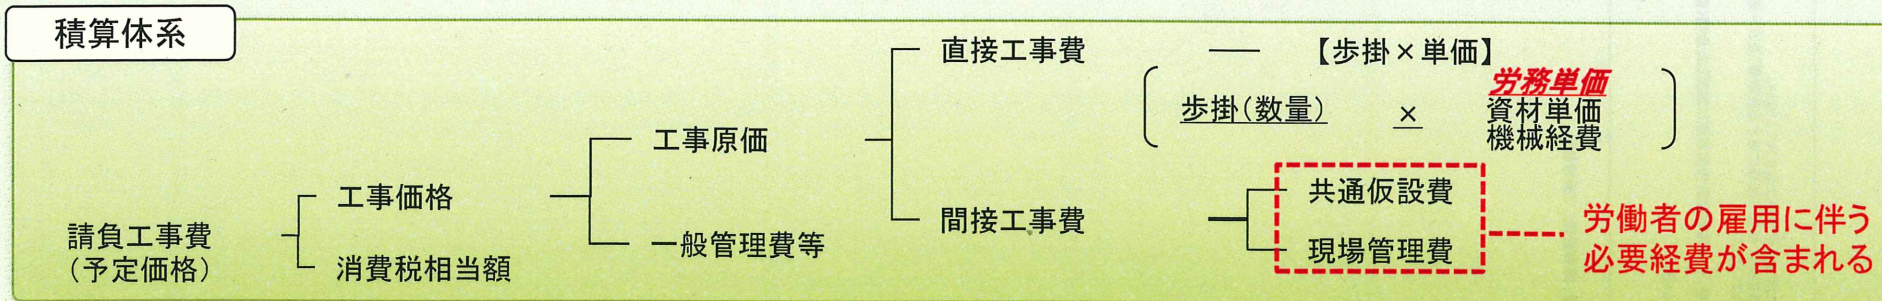 積算体系
請負工事費
(予定価格)
工事価格
消費税相当額
工事原価
一般管理費等
直接工事費
【歩掛×単価】
歩掛(数量) × 労務単価
資材単価
機械経費
間接工事費
共通仮設費
現場管理費
労働者の雇用に伴う
必要経費が含まれる